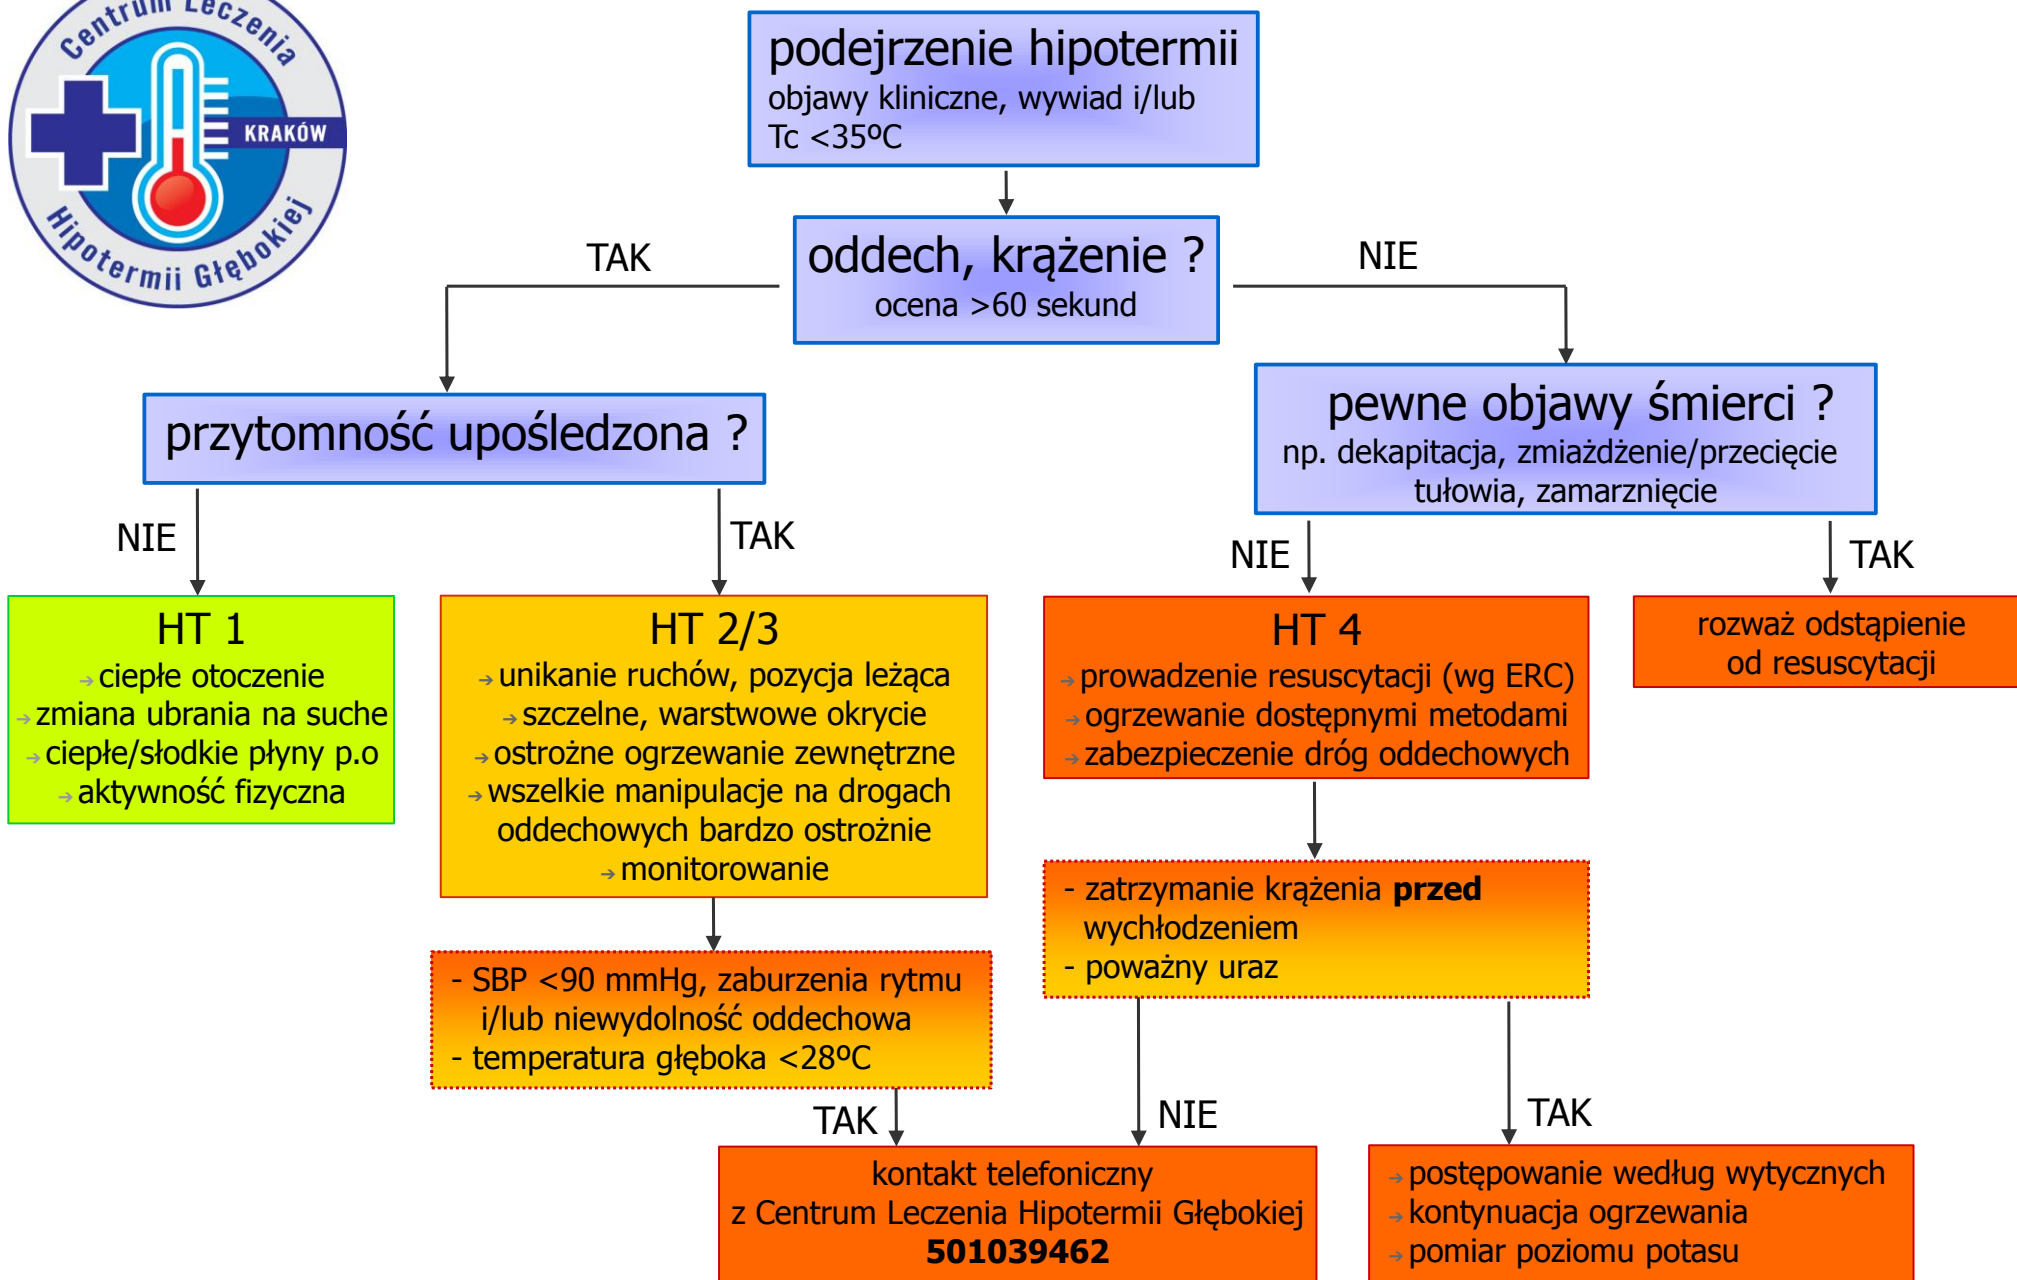 Centrum Leczenia
KRAKÓW
Hipotermii Głębokiej
podejrzenie hipotermii
objawy kliniczne, wywiad i/lub
Tc <35ºC
oddech, krążenie ?
ocena >60 sekund
TAK
NIE
przytomność upośledzona ?
pewne objawy śmierci ?
np. dekapitacja, zmiażdżenie/przecięcie
tułowia, zamarznięcie
NIE
TAK
NIE
TAK
HT 1
→ ciepłe otoczenie
→ zmiana ubrania na suche
→ ciepłe/słodkie płyny p.o
→ aktywność fizyczna
HT 2/3
→ unikanie ruchów, pozycja leżąca
→ szczelne, warstwowe okrycie
→ ostrożne ogrzewanie zewnętrzne
→ wszelkie manipulacje na drogach
oddechowych bardzo ostrożnie
→ monitorowanie
HT 4
→ prowadzenie resuscytacji (wg ERC)
→ ogrzewanie dostępnymi metodami
→ zabezpieczenie dróg oddechowych
rozważ odstąpienie
od resuscytacji
- SBP <90 mmHg, zaburzenia rytmu
i/lub niewydolność oddechowa
- temperatura głęboka <28ºC
- zatrzymanie krążenia przed
wychłodzeniem
- poważny uraz
TAK
NIE
TAK
kontakt telefoniczny
z Centrum Leczenia Hipotermii Głębokiej
501039462
→ postępowanie według wytycznych
→ kontynuacja ogrzewania
→ pomiar poziomu potasu